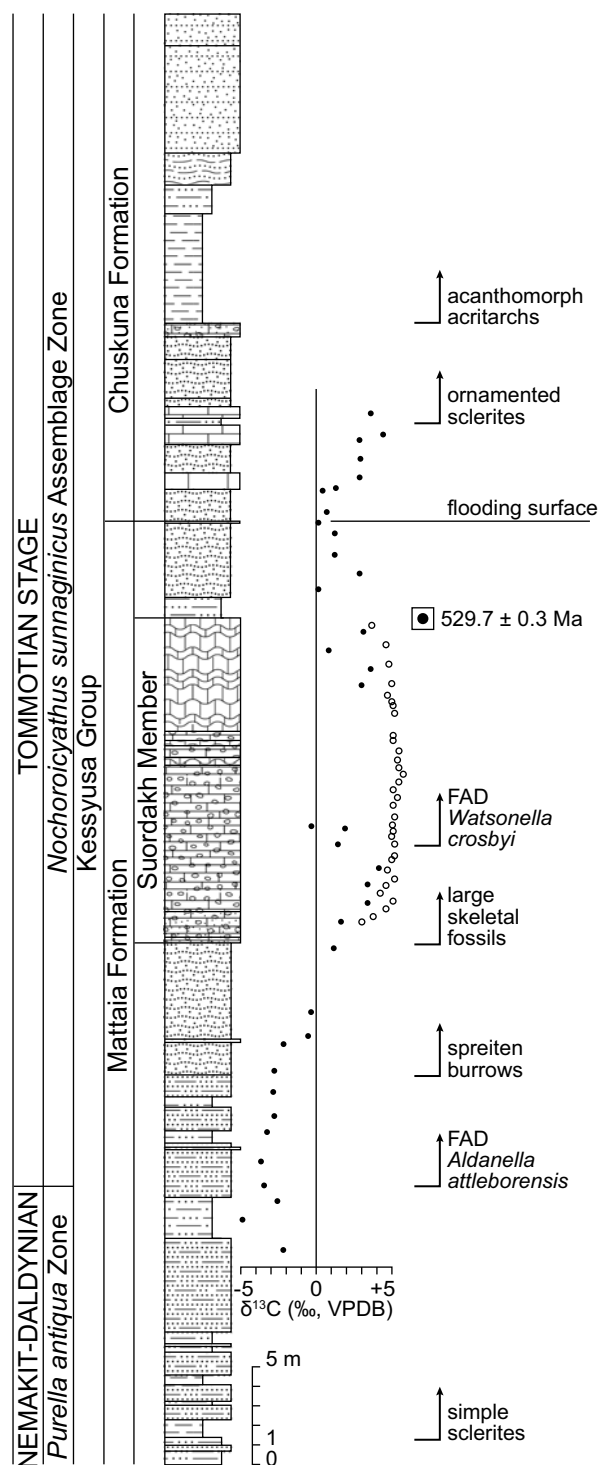 TOMMOTIAN STAGE
NEMAKIT-DALDYNIAN
Nochoroicyathus sunnaginicus Assemblage Zone
Purella antiqua Zone
Kessyusa Group
Chuskuna Formation
Mattaia Formation
Suordakh Member
acanthomorph
acritarchs
ornamented
sclerites
flooding surface
529.7 ± 0.3 Ma
FAD
Watsonella
crosbyi
large
skeletal
fossils
spreiten
burrows
FAD
Aldanella
attleborensis
-5 0 +5
δ¹³C (‰, VPDB)
5 m
1
0
simple
sclerites